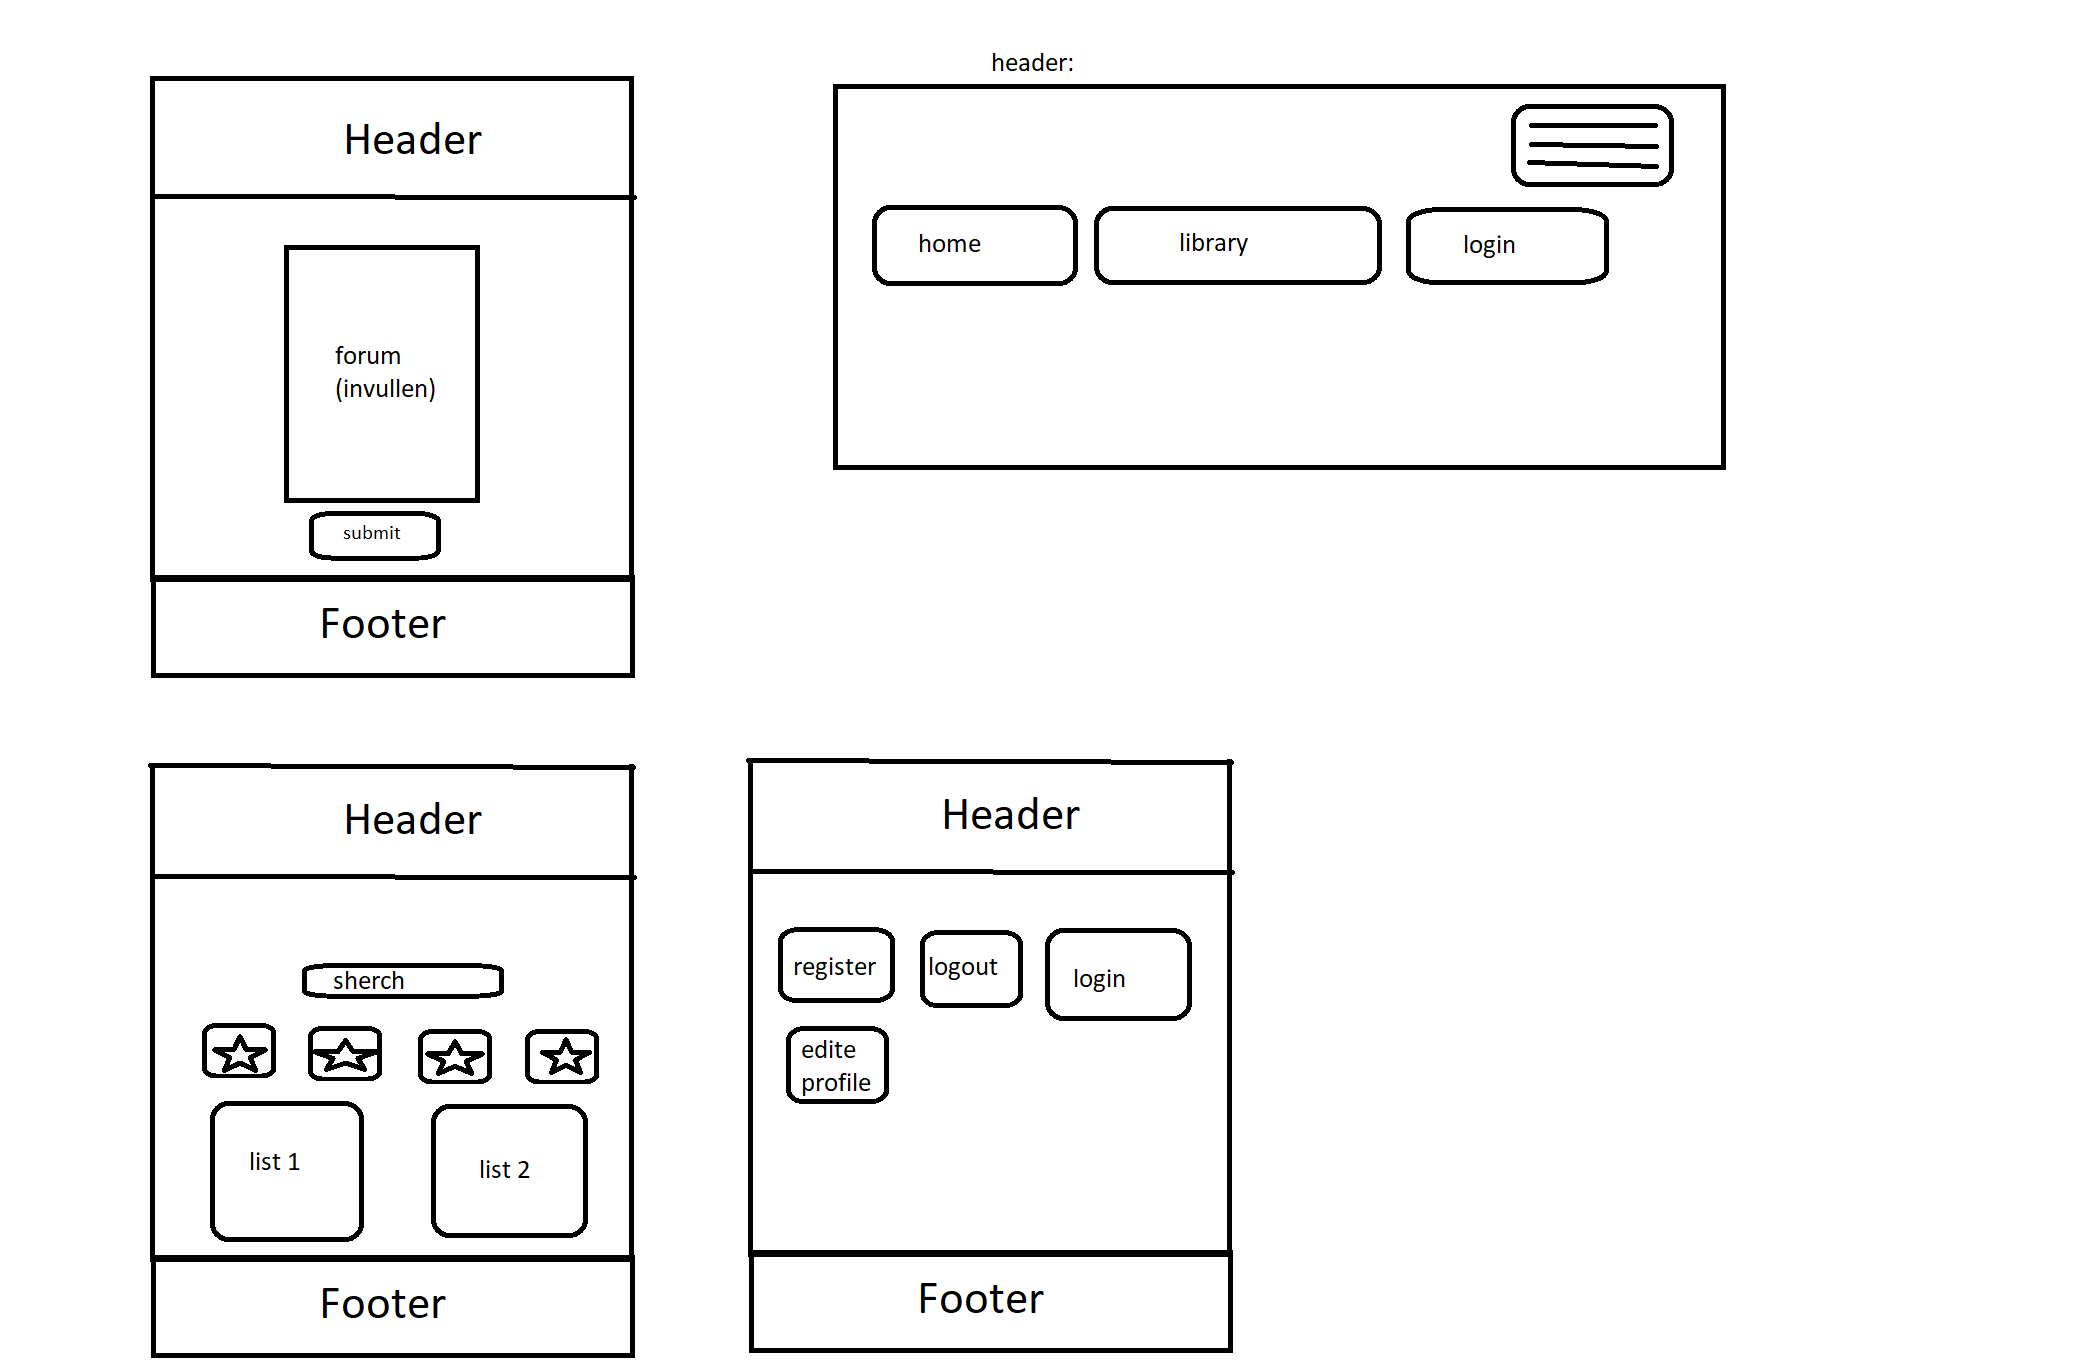 header:
Header
home
library
login
forum
(invullen)
submit
Footer
Header
sherch
list 1
list 2
Footer
Header
register
logout
login
edite
profile
Footer